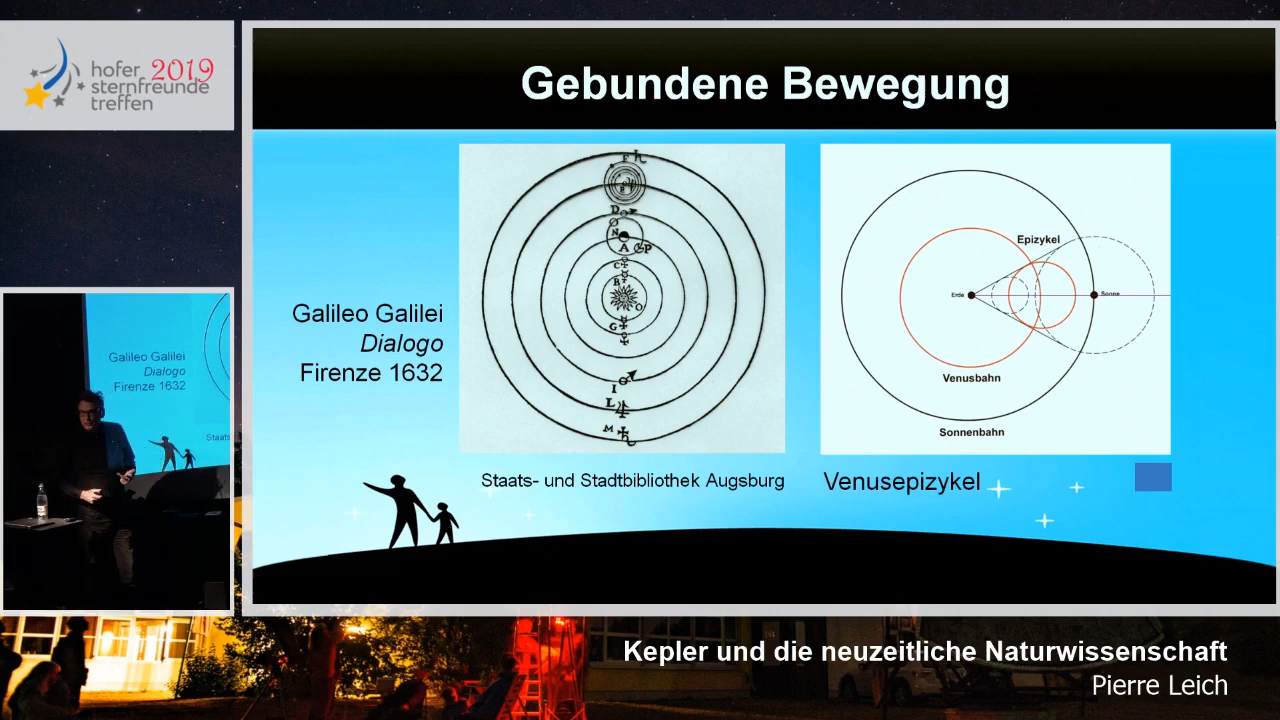 hofer 2019
sternfreunde
treffen
Gebundene Bewegung
Galileo Galilei
Dialogo
Firenze 1632
F
D
N
A
P
C
B
O
G
I
L
M
Staats- und Stadtbibliothek Augsburg
Epizykel
Erde
Sonne
Venusbahn
Sonnenbahn
Venusepizykel
Galileo Galilei
Dialogo
Firenze 1632
Staats
Kepler und die neuzeitliche Naturwissenschaft
Pierre Leich